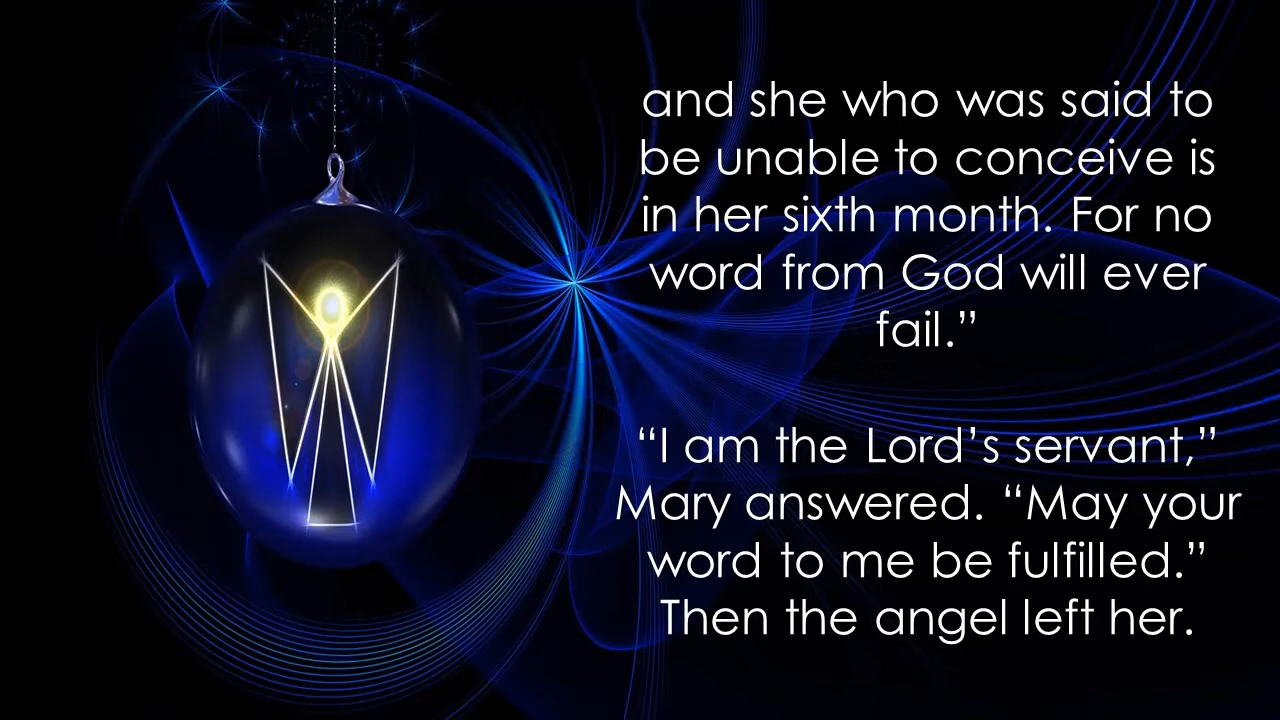 and she who was said to
be unable to conceive is
in her sixth month. For no
word from God will ever
fail.”
“I am the Lord’s servant,”
Mary answered. “May your
word to me be fulfilled.”
Then the angel left her.